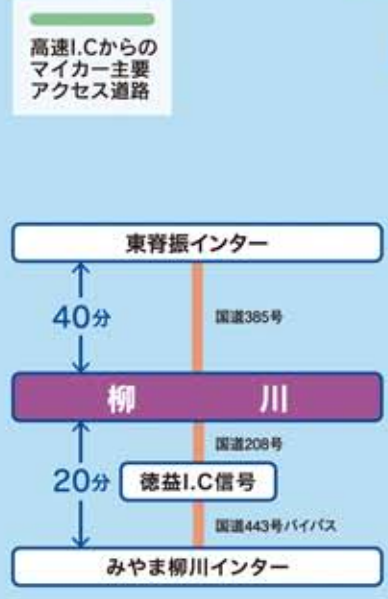 高速I.Cからの
マイカー主要
アクセス道路
東脊振インター
40分
国道385号
柳川
国道208号
20分
徳益I.C信号
国道443号バイパス
みやま柳川インター